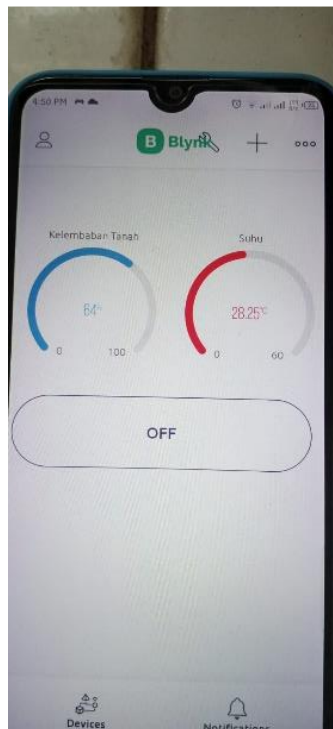 4:50 PM
B Blynk
Kelembaban Tanah
Suhu
64%
28.25°C
0 100
0 60
OFF
Devices
Notifications